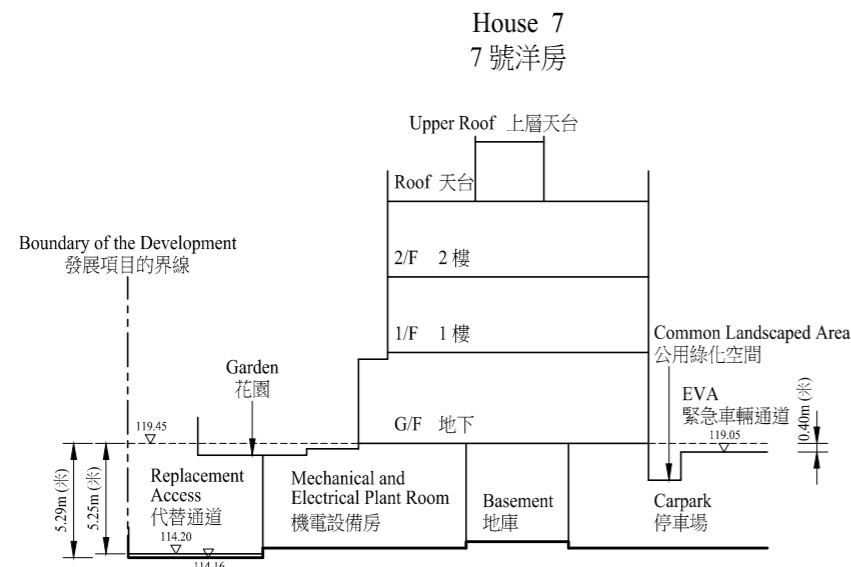 House 7
7 號洋房
Upper Roof 上層天台
Roof 天台
Boundary of the Development
發展項目的界線
2/F 2 樓
1/F 1 樓
Common Landscaped Area
公用綠化空間
Garden
花園
EVA
緊急車輛通道
G/F 地下
119.45
119.05
0.40m (米)
5.29m (米)
5.25m (米)
Replacement
Access
代替通道
Mechanical and
Electrical Plant Room
機電設備房
Basement
地庫
Carpark
停車場
114.20
114.16